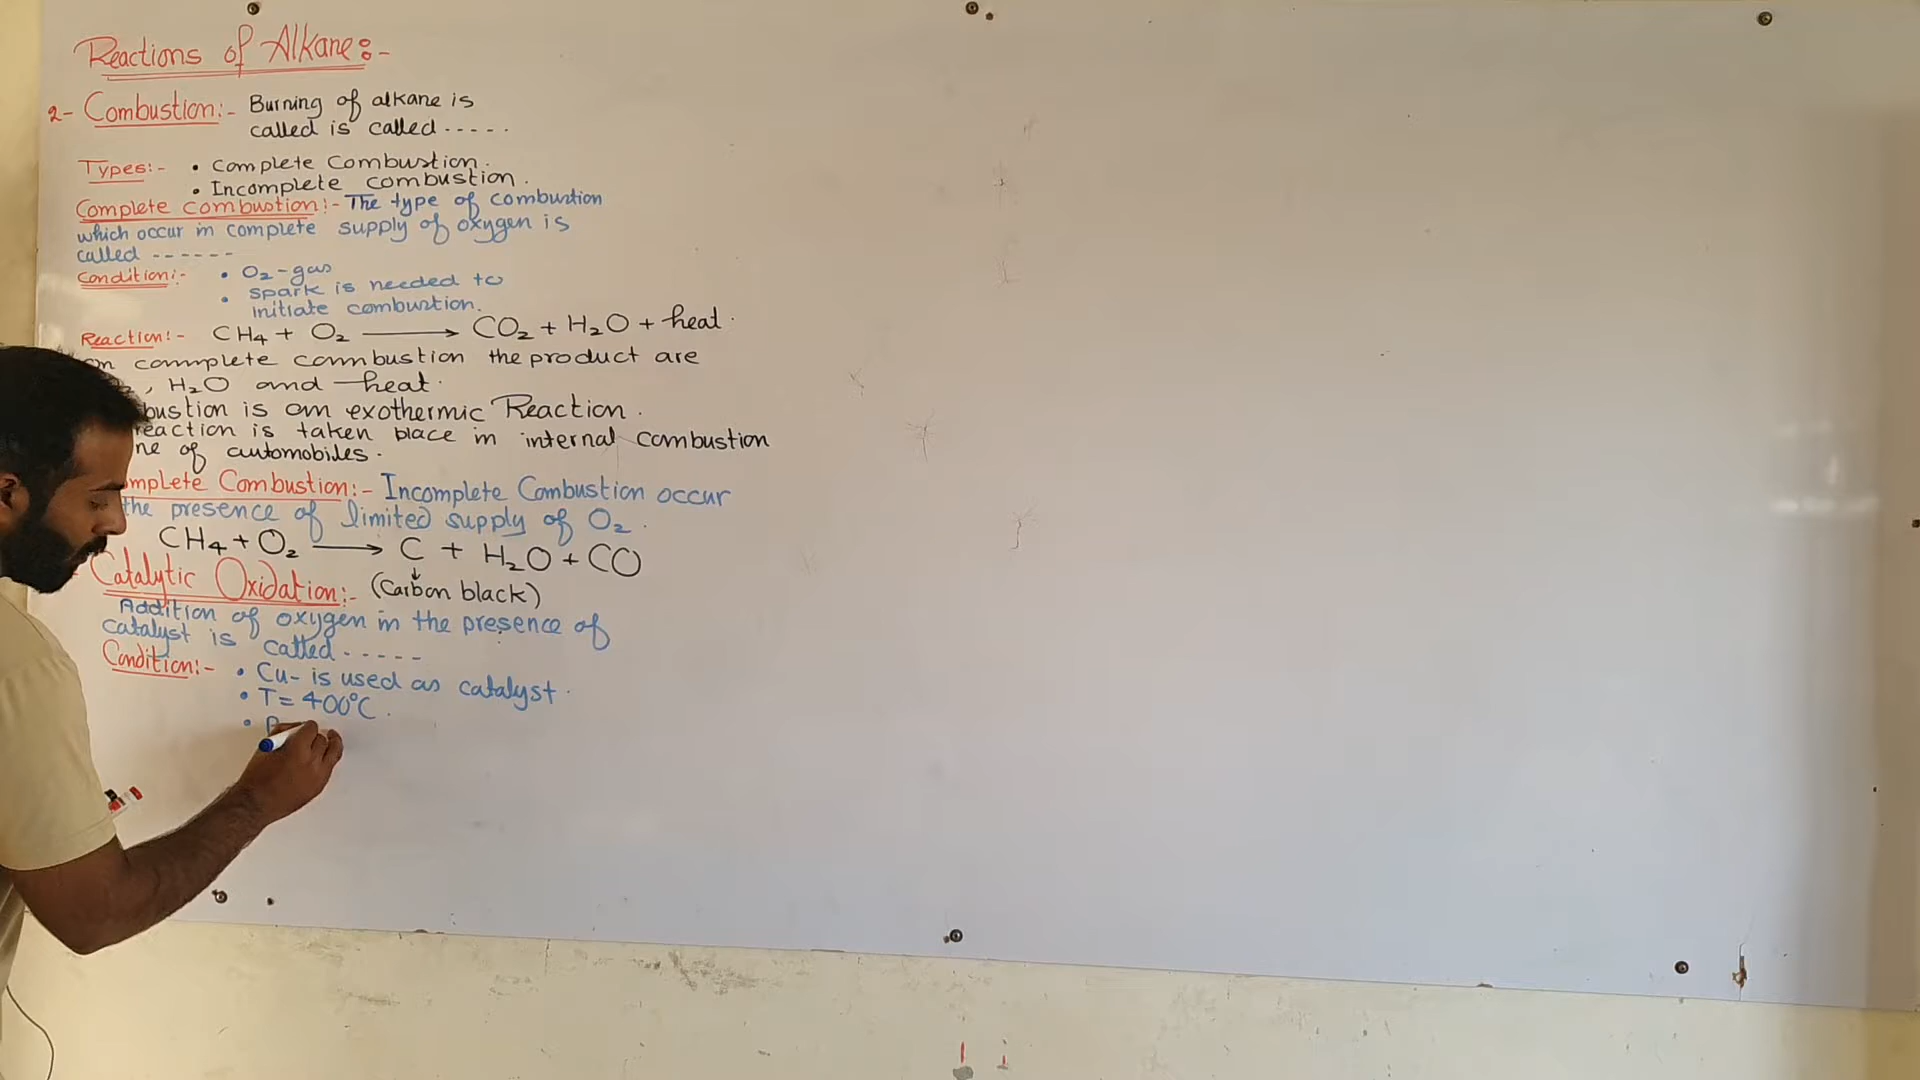 Reactions of Alkane:-
2- Combustion:- Burning of alkane is
called is called -----
Types:- • Complete Combustion.
• Incomplete combustion.
Complete combustion:- The type of combustion
which occur in complete supply of oxygen is
called ------
Condition:- • O₂-gas
• Spark is needed to
initiate combustion.
Reaction:- CH₄ + O₂ ⟶ CO₂ + H₂O + heat.
complete combustion the product are
, H₂O and heat.
bustion is an exothermic Reaction.
reaction is taken place in internal combustion
ne of automobiles.
mplete Combustion:- Incomplete Combustion occur
the presence of limited supply of O₂.
CH₄ + O₂ ⟶ C + H₂O + CO
↓
Catalytic Oxidation:- (Carbon black)
Addition of oxygen in the presence of
catalyst is called -----
Condition:- • Cu- is used as catalyst.
• T = 400°C.
•